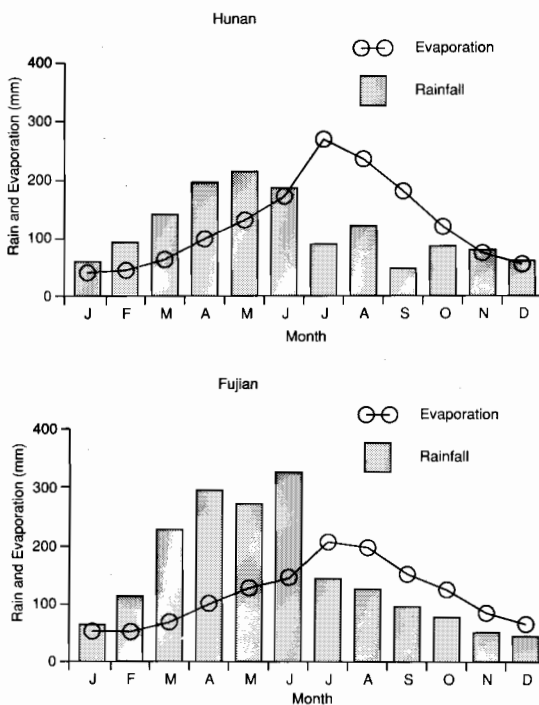 Hunan
Evaporation
Rainfall
Rain and Evaporation (mm)
400
300
200
100
0
J F M A M J J A S O N D
Month
Fujian
Evaporation
Rainfall
Rain and Evaporation (mm)
400
300
200
100
0
J F M A M J J A S O N D
Month